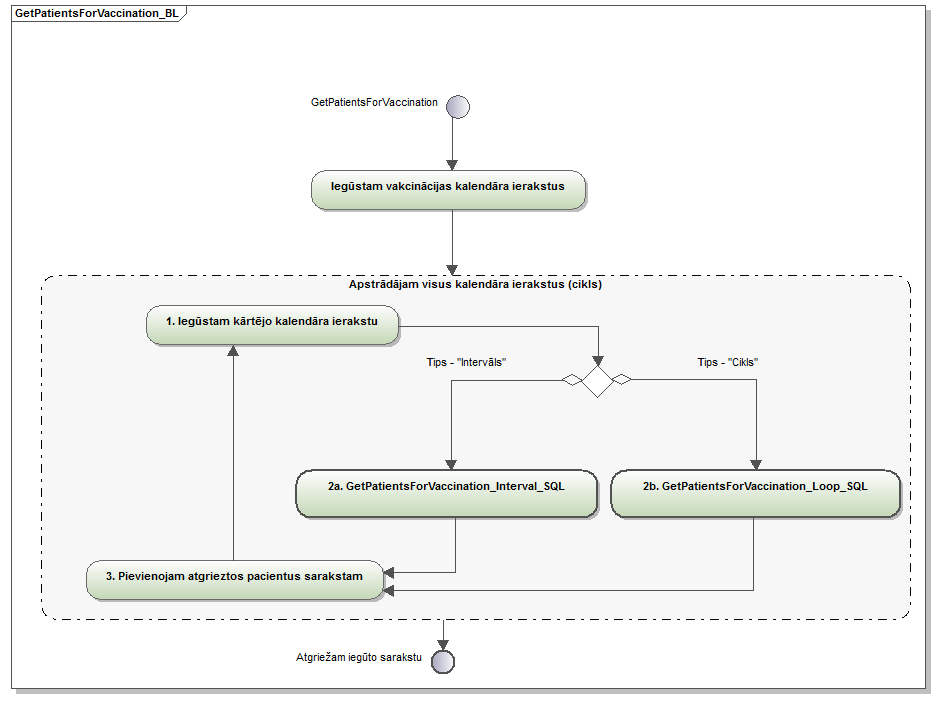 GetPatientsForVaccination_BL
GetPatientsForVaccination
Iegūstam vakcinācijas kalendāra ierakstus
Apstrādājam visus kalendāra ierakstus (cikls)
1. Iegūstam kārtējo kalendāra ierakstu
Tips - "Intervāls"
Tips - "Cikls"
2a. GetPatientsForVaccination_Interval_SQL
2b. GetPatientsForVaccination_Loop_SQL
3. Pievienojam atgrieztos pacientus sarakstam
Atgriežam iegūto sarakstu